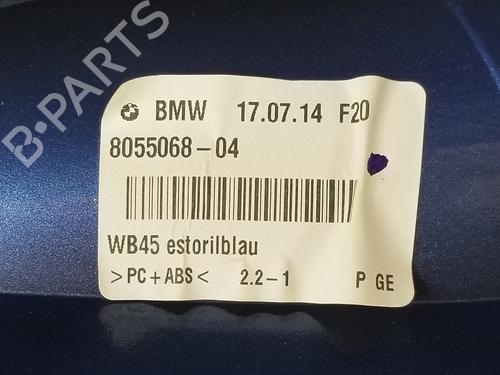 B-PARTS
BMW 17.07.14 F20
8055068-04
WB45 estorilblau
>PC+ABS< 2.2-1 P GE